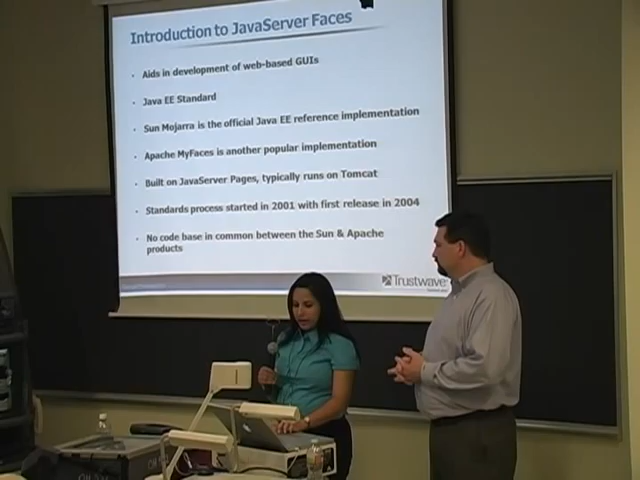 Introduction to JavaServer Faces
· Aids in development of web-based GUIs
· Java EE Standard
· Sun Mojarra is the official Java EE reference implementation
· Apache MyFaces is another popular implementation
· Built on JavaServer Pages, typically runs on Tomcat
· Standards process started in 2001 with first release in 2004
· No code base in common between the Sun & Apache
products
Trustwave